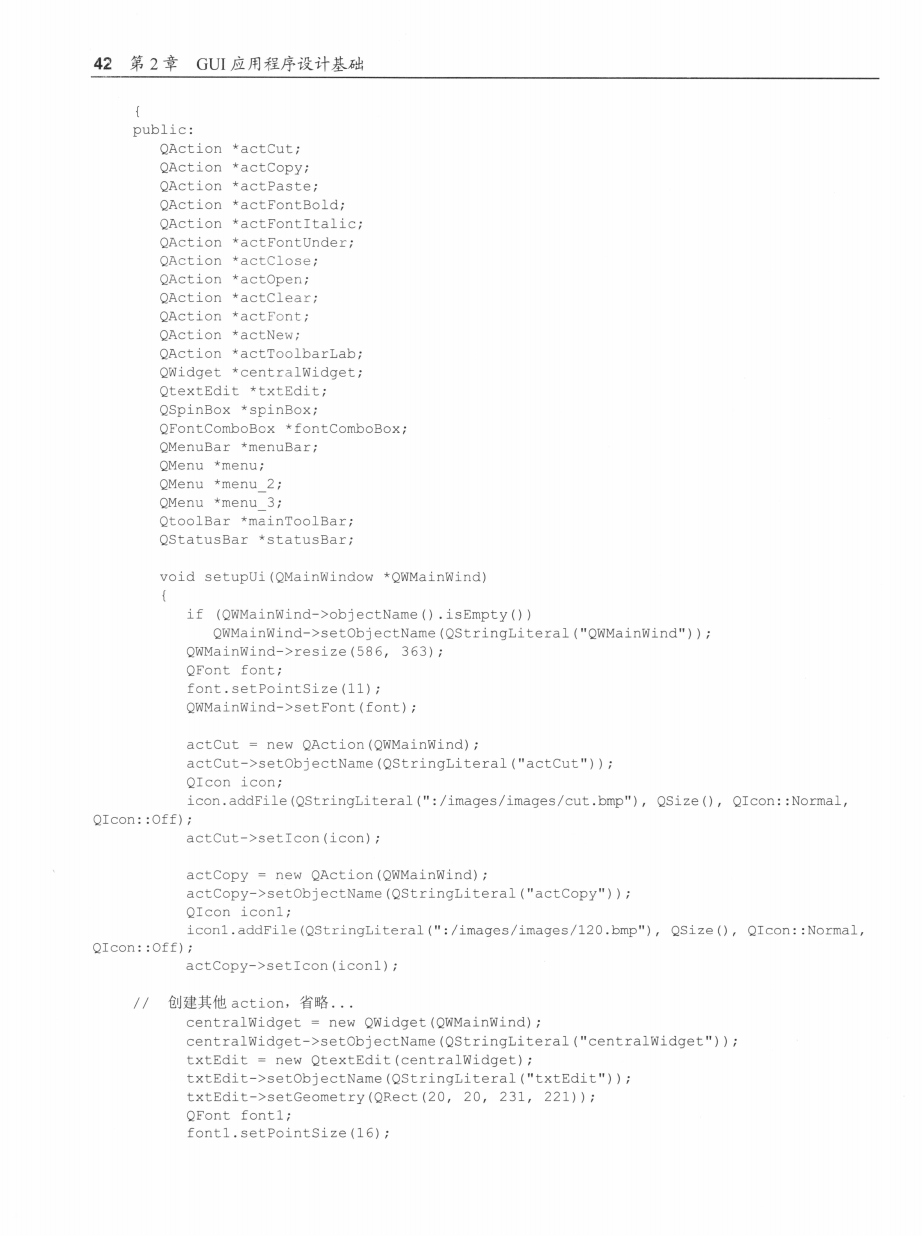 42 第 2 章 GUI 应用程序设计基础
{
public:
QAction *actCut;
QAction *actCopy;
QAction *actPaste;
QAction *actFontBold;
QAction *actFontItalic;
QAction *actFontUnder;
QAction *actClose;
QAction *actOpen;
QAction *actClear;
QAction *actFont;
QAction *actNew;
QAction *actToolbarLab;
QWidget *centralWidget;
QtextEdit *txtEdit;
QSpinBox *spinBox;
QFontComboBox *fontComboBox;
QMenuBar *menuBar;
QMenu *menu;
QMenu *menu_2;
QMenu *menu_3;
QtoolBar *mainToolBar;
QStatusBar *statusBar;
void setupUi(QMainWindow *QWMainWind)
{
if (QWMainWind->objectName().isEmpty())
QWMainWind->setObjectName(QStringLiteral("QWMainWind"));
QWMainWind->resize(586, 363);
QFont font;
font.setPointSize(11);
QWMainWind->setFont(font);
actCut = new QAction(QWMainWind);
actCut->setObjectName(QStringLiteral("actCut"));
QIcon icon;
icon.addFile(QStringLiteral(":/images/images/cut.bmp"), QSize(), QIcon::Normal,
QIcon::Off);
actCut->setIcon(icon);
actCopy = new QAction(QWMainWind);
actCopy->setObjectName(QStringLiteral("actCopy"));
QIcon icon1;
icon1.addFile(QStringLiteral(":/images/images/120.bmp"), QSize(), QIcon::Normal,
QIcon::Off);
actCopy->setIcon(icon1);
// 创建其他 action，省略...
centralWidget = new QWidget(QWMainWind);
centralWidget->setObjectName(QStringLiteral("centralWidget"));
txtEdit = new QtextEdit(centralWidget);
txtEdit->setObjectName(QStringLiteral("txtEdit"));
txtEdit->setGeometry(QRect(20, 20, 231, 221));
QFont font1;
font1.setPointSize(16);